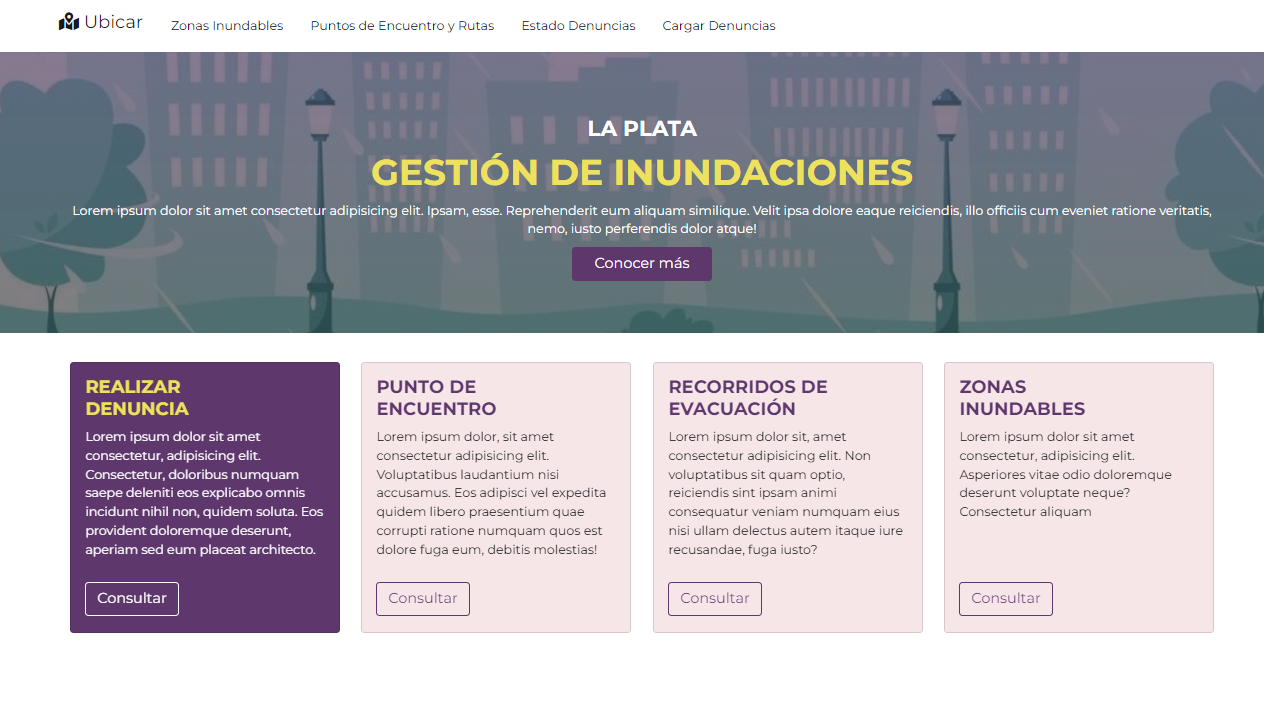 Ubicar
Zonas Inundables
Puntos de Encuentro y Rutas
Estado Denuncias
Cargar Denuncias
LA PLATA
GESTIÓN DE INUNDACIONES
Lorem ipsum dolor sit amet consectetur adipisicing elit. Ipsam, esse. Reprehenderit eum aliquam similique. Velit ipsa dolore eaque reiciendis, illo officiis cum eveniet ratione veritatis,
nemo, iusto perferendis dolor atque!
Conocer más
REALIZAR
DENUNCIA
Lorem ipsum dolor sit amet
consectetur, adipisicing elit.
Consectetur, doloribus numquam
saepe deleniti eos explicabo omnis
incidunt nihil non, quidem soluta. Eos
provident doloremque deserunt,
aperiam sed eum placeat architecto.
Consultar
PUNTO DE
ENCUENTRO
Lorem ipsum dolor, sit amet
consectetur adipisicing elit.
Voluptatibus laudantium nisi
accusamus. Eos adipisci vel expedita
quidem libero praesentium quae
corrupti ratione numquam quos est
dolore fuga eum, debitis molestias!
Consultar
RECORRIDOS DE
EVACUACIÓN
Lorem ipsum dolor sit, amet
consectetur adipisicing elit. Non
voluptatibus sit quam optio,
reiciendis sint ipsam animi
consequatur veniam numquam eius
nisi ullam delectus autem itaque iure
recusandae, fuga iusto?
Consultar
ZONAS
INUNDABLES
Lorem ipsum dolor sit amet
consectetur, adipisicing elit.
Asperiores vitae odio doloremque
deserunt voluptate neque?
Consectetur aliquam
Consultar